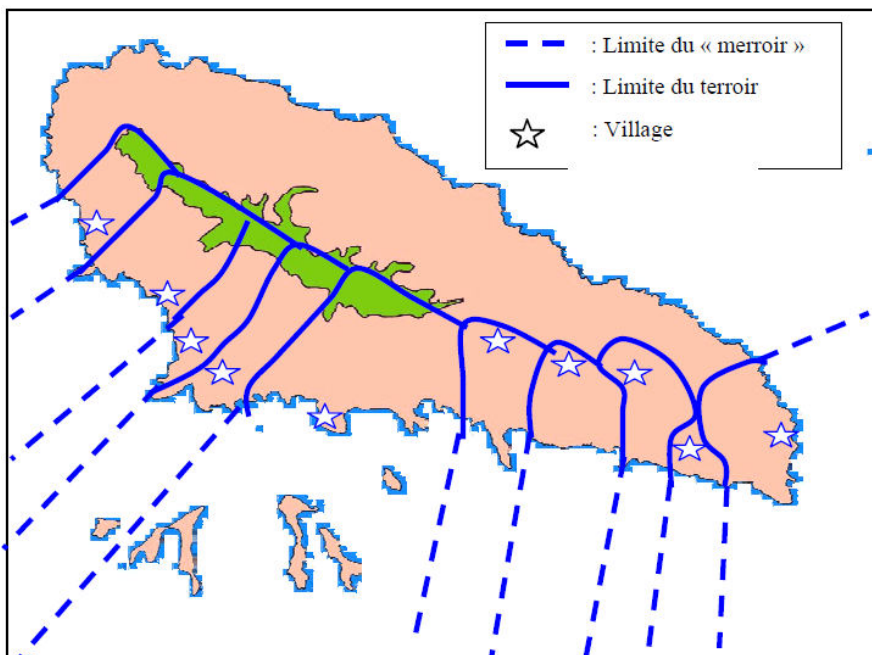 : Limite du « merroir »
: Limite du terroir
: Village